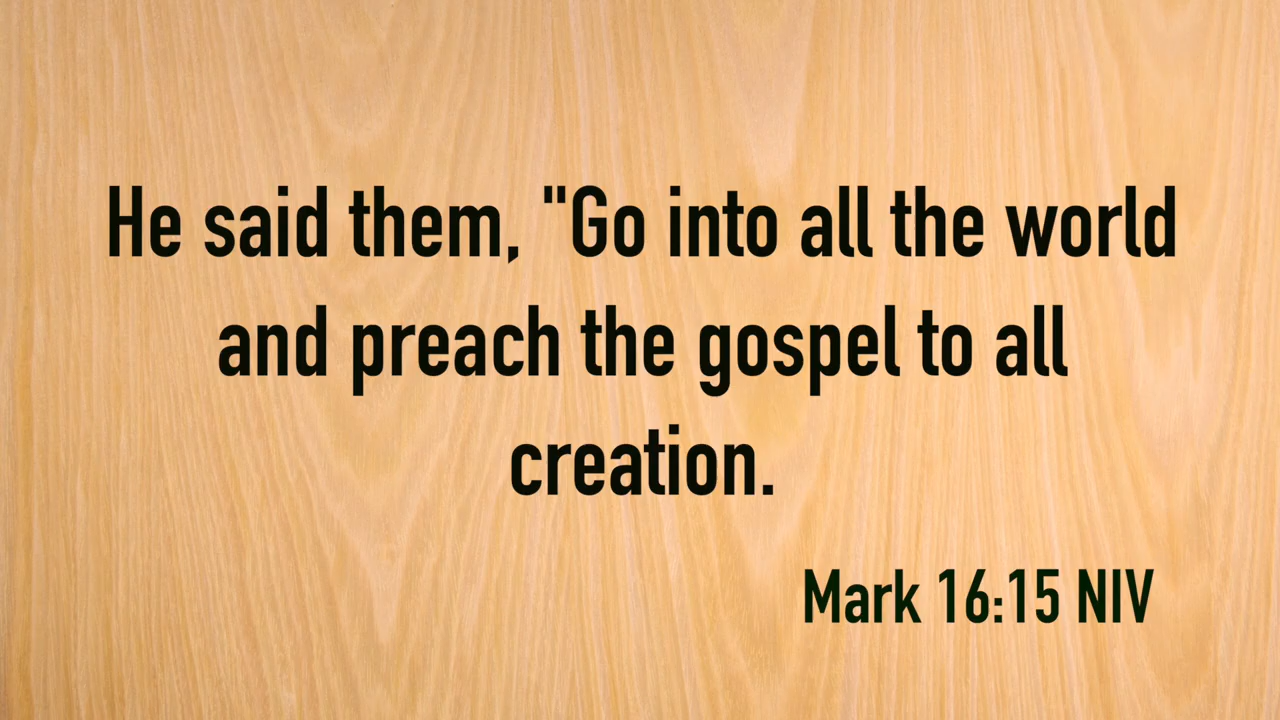 He said them, "Go into all the world
and preach the gospel to all
creation.
Mark 16:15 NIV